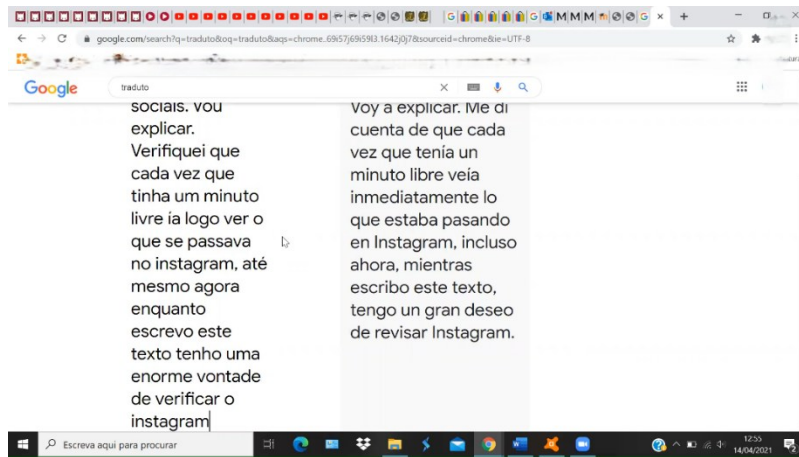 google.com/search?q=traduto&oq=traduto&aqs=chrome..69i57j69i59l3.1642j0j7&sourceid=chrome&ie=UTF-8
Google
traduto
sociais. Vou
explicar.
Verifiquei que
cada vez que
tinha um minuto
livre ía logo ver o
que se passava
no instagram, até
mesmo agora
enquanto
escrevo este
texto tenho uma
enorme vontade
de verificar o
instagram
Voy a explicar. Me di
cuenta de que cada
vez que tenía un
minuto libre veía
inmediatamente lo
que estaba pasando
en Instagram, incluso
ahora, mientras
escribo este texto,
tengo un gran deseo
de revisar Instagram.
Escreva aqui para procurar
12:55
14/04/2021